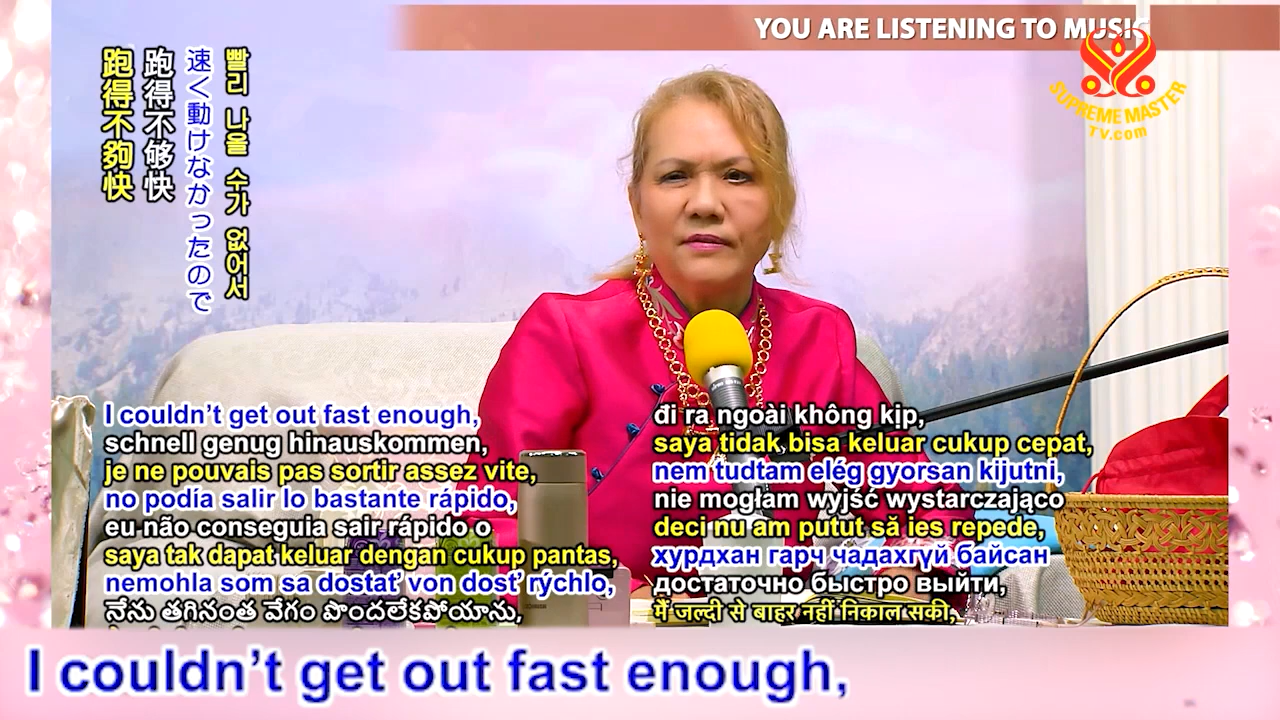 YOU ARE LISTENING TO MUSIC
SUPREME MASTER
TV.com
빨리 나올 수가 없어서
速く動けなかったので
跑得不够快
跑得不夠快
I couldn't get out fast enough,
schnell genug hinauskommen,
je ne pouvais pas sortir assez vite,
no podía salir lo bastante rápido,
eu não conseguia sair rápido o
saya tak dapat keluar dengan cukup pantas,
nemohla som sa dostať von dosť rýchlo,
నేను తగినంత వేగం పొందలేకపోయాను,
đi ra ngoài không kịp,
saya tidak bisa keluar cukup cepat,
nem tudtam elég gyorsan kijutni,
nie mogłam wyjść wystarczająco
deci nu am putut să ies repede,
хурдхан гарч чадахгүй байсан
достаточно быстро выйти,
मैं जल्दी से बाहर नहीं निकाल सकी,
I couldn't get out fast enough,